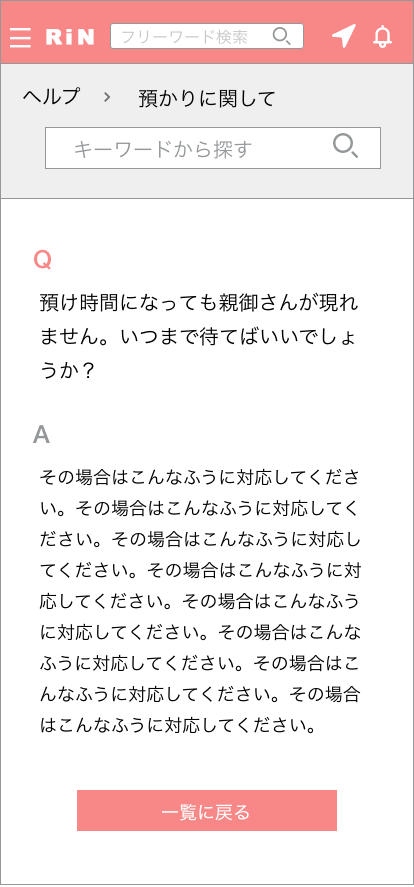 RiN フリーワード検索
ヘルプ > 預かりに関して
キーワードから探す
Q
預け時間になっても親御さんが現れ
ません。いつまで待てばいいでしょ
うか？
A
その場合はこんなふうに対応してくださ
い。その場合はこんなふうに対応してく
ださい。その場合はこんなふうに対応し
てください。その場合はこんなふうに対
応してください。その場合はこんなふう
に対応してください。その場合はこんな
ふうに対応してください。その場合はこ
んなふうに対応してください。その場合
はこんなふうに対応してください。
一覧に戻る